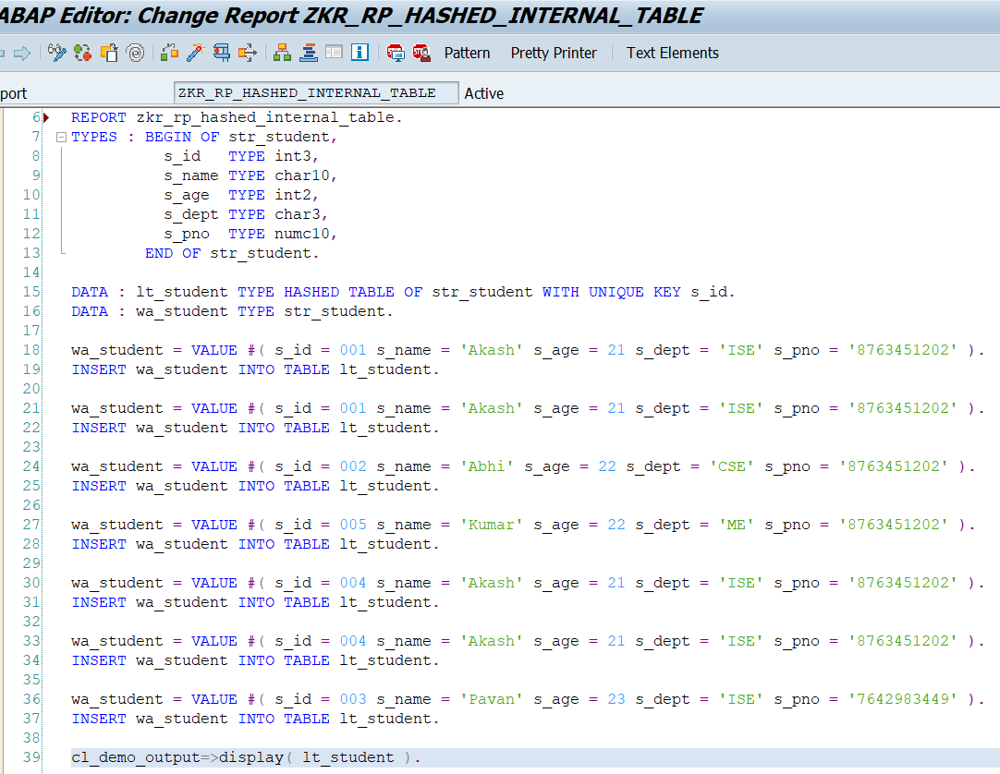 ABAP Editor: Change Report ZKR_RP_HASHED_INTERNAL_TABLE
Pattern Pretty Printer Text Elements
port ZKR_RP_HASHED_INTERNAL_TABLE Active
6 REPORT zkr_rp_hashed_internal_table.
7 TYPES : BEGIN OF str_student,
8 s_id TYPE int3,
9 s_name TYPE char10,
10 s_age TYPE int2,
11 s_dept TYPE char3,
12 s_pno TYPE numc10,
13 END OF str_student.
14
15 DATA : lt_student TYPE HASHED TABLE OF str_student WITH UNIQUE KEY s_id.
16 DATA : wa_student TYPE str_student.
17
18 wa_student = VALUE #( s_id = 001 s_name = 'Akash' s_age = 21 s_dept = 'ISE' s_pno = '8763451202' ).
19 INSERT wa_student INTO TABLE lt_student.
20
21 wa_student = VALUE #( s_id = 001 s_name = 'Akash' s_age = 21 s_dept = 'ISE' s_pno = '8763451202' ).
22 INSERT wa_student INTO TABLE lt_student.
23
24 wa_student = VALUE #( s_id = 002 s_name = 'Abhi' s_age = 22 s_dept = 'CSE' s_pno = '8763451202' ).
25 INSERT wa_student INTO TABLE lt_student.
26
27 wa_student = VALUE #( s_id = 005 s_name = 'Kumar' s_age = 22 s_dept = 'ME' s_pno = '8763451202' ).
28 INSERT wa_student INTO TABLE lt_student.
29
30 wa_student = VALUE #( s_id = 004 s_name = 'Akash' s_age = 21 s_dept = 'ISE' s_pno = '8763451202' ).
31 INSERT wa_student INTO TABLE lt_student.
32
33 wa_student = VALUE #( s_id = 004 s_name = 'Akash' s_age = 21 s_dept = 'ISE' s_pno = '8763451202' ).
34 INSERT wa_student INTO TABLE lt_student.
35
36 wa_student = VALUE #( s_id = 003 s_name = 'Pavan' s_age = 23 s_dept = 'ISE' s_pno = '7642983449' ).
37 INSERT wa_student INTO TABLE lt_student.
38
39 cl_demo_output=>display( lt_student ).